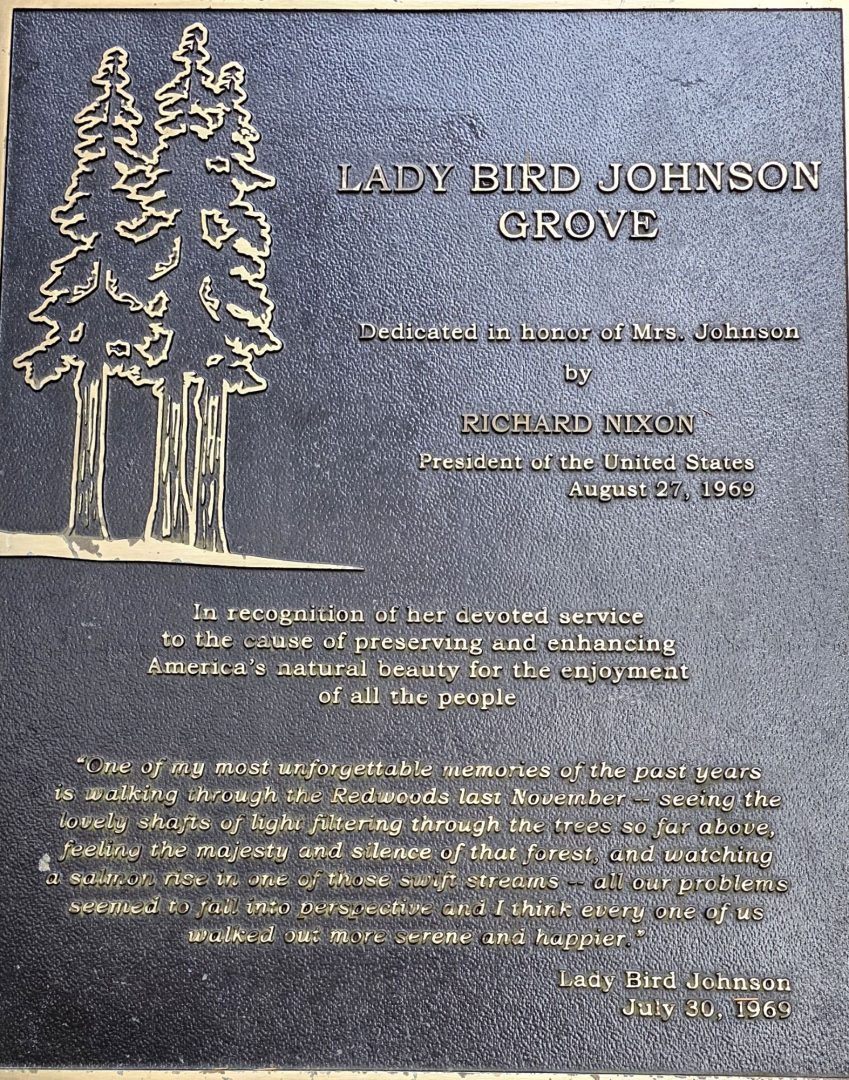 LADY BIRD JOHNSON
GROVE
Dedicated in honor of Mrs. Johnson
by
RICHARD NIXON
President of the United States
August 27, 1969
In recognition of her devoted service
to the cause of preserving and enhancing
America's natural beauty for the enjoyment
of all the people
"One of my most unforgettable memories of the past years
is walking through the Redwoods last November -- seeing the
lovely shafts of light filtering through the trees so far above,
feeling the majesty and silence of that forest, and watching
a salmon rise in one of those swift streams -- all our problems
seemed to fall into perspective and I think every one of us
walked out more serene and happier."
Lady Bird Johnson
July 30, 1969